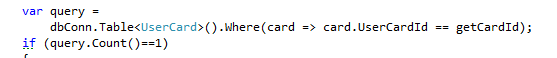 var query =
dbConn.Table<UserCard>().Where(card => card.UserCardId == getCardId);
if (query.Count()==1)